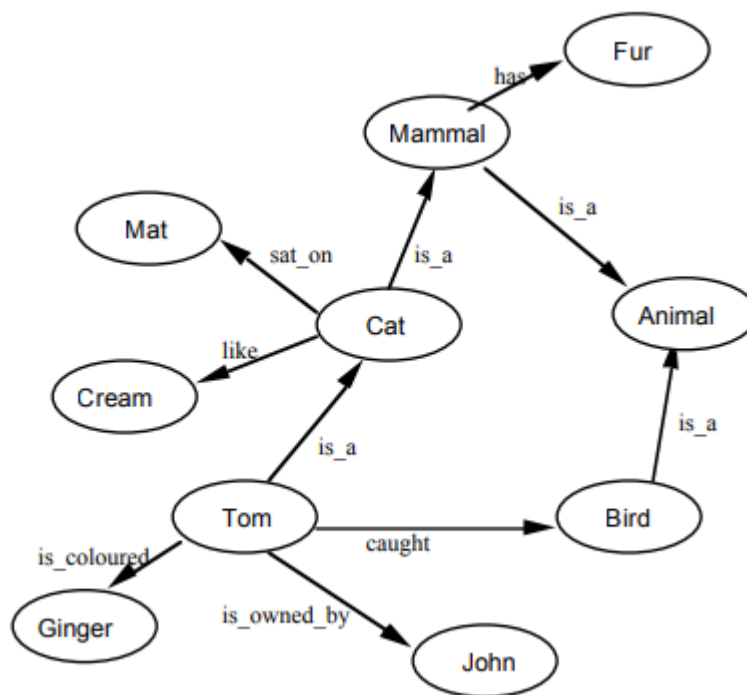 Fur
has
Mammal
is_a
Mat
sat_on
is_a
Animal
Cat
like
Cream
is_a
is_a
Tom
Bird
caught
is_coloured
is_owned_by
Ginger
John